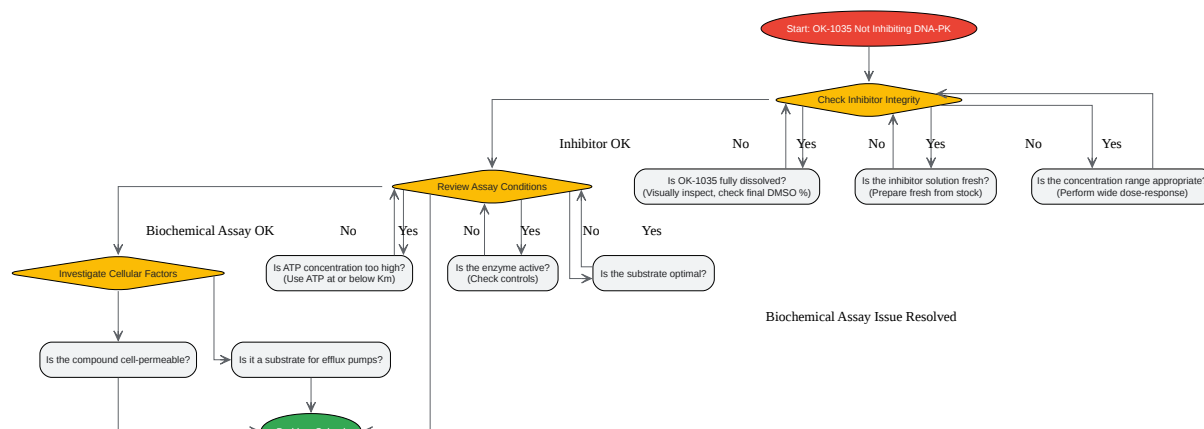 Start: OK-1035 Not Inhibiting DNA-PK
Check Inhibitor Integrity
Inhibitor OK
No
Yes
No
Yes
No
Yes
Is OK-1035 fully dissolved?
(Visually inspect, check final DMSO %)
Is the inhibitor solution fresh?
(Prepare fresh from stock)
Is the concentration range appropriate?
(Perform wide dose-response)
Review Assay Conditions
Biochemical Assay OK
No
Yes
No
Yes
No
Yes
Is ATP concentration too high?
(Use ATP at or below Km)
Is the enzyme active?
(Check controls)
Is the substrate optimal?
Investigate Cellular Factors
Biochemical Assay Issue Resolved
Is the compound cell-permeable?
Is it a substrate for efflux pumps?